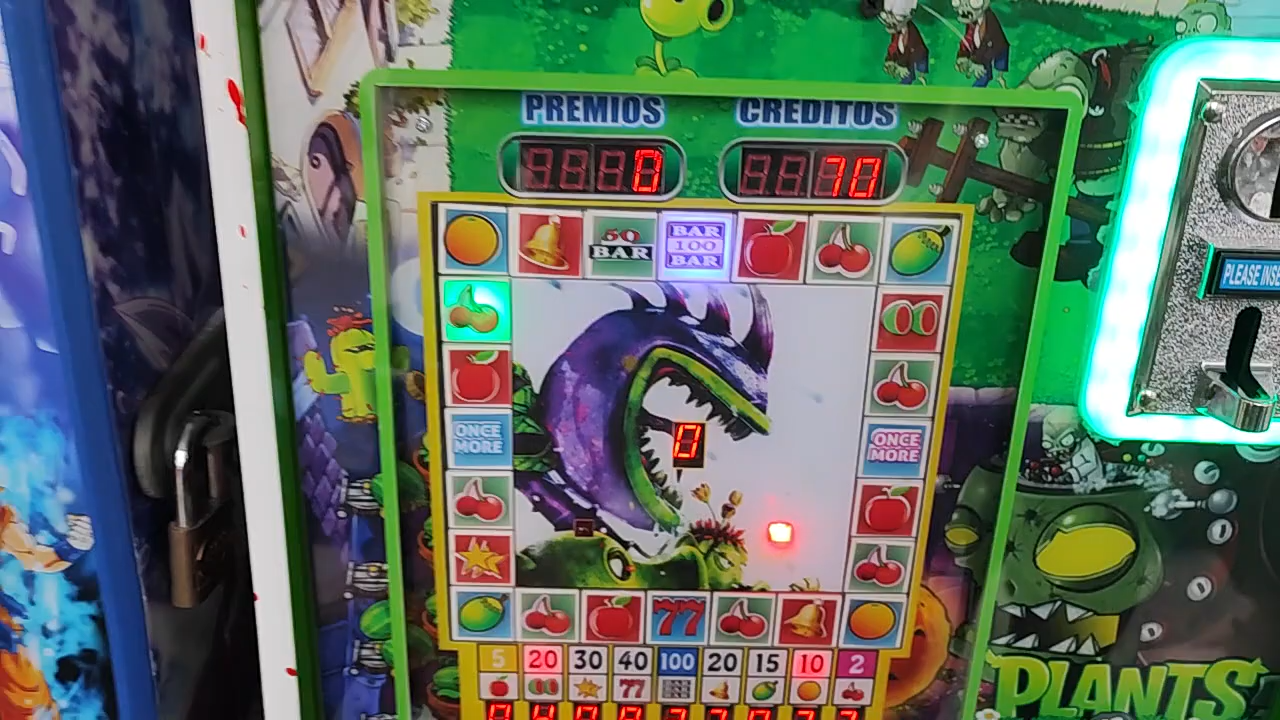 PREMIOS CREDITOS
0 70
50 BAR
BAR 100 BAR
PLEASE INSE
ONCE MORE
0
ONCE MORE
77
5 20 30 40 100 20 15 10 2
77
PLANTS